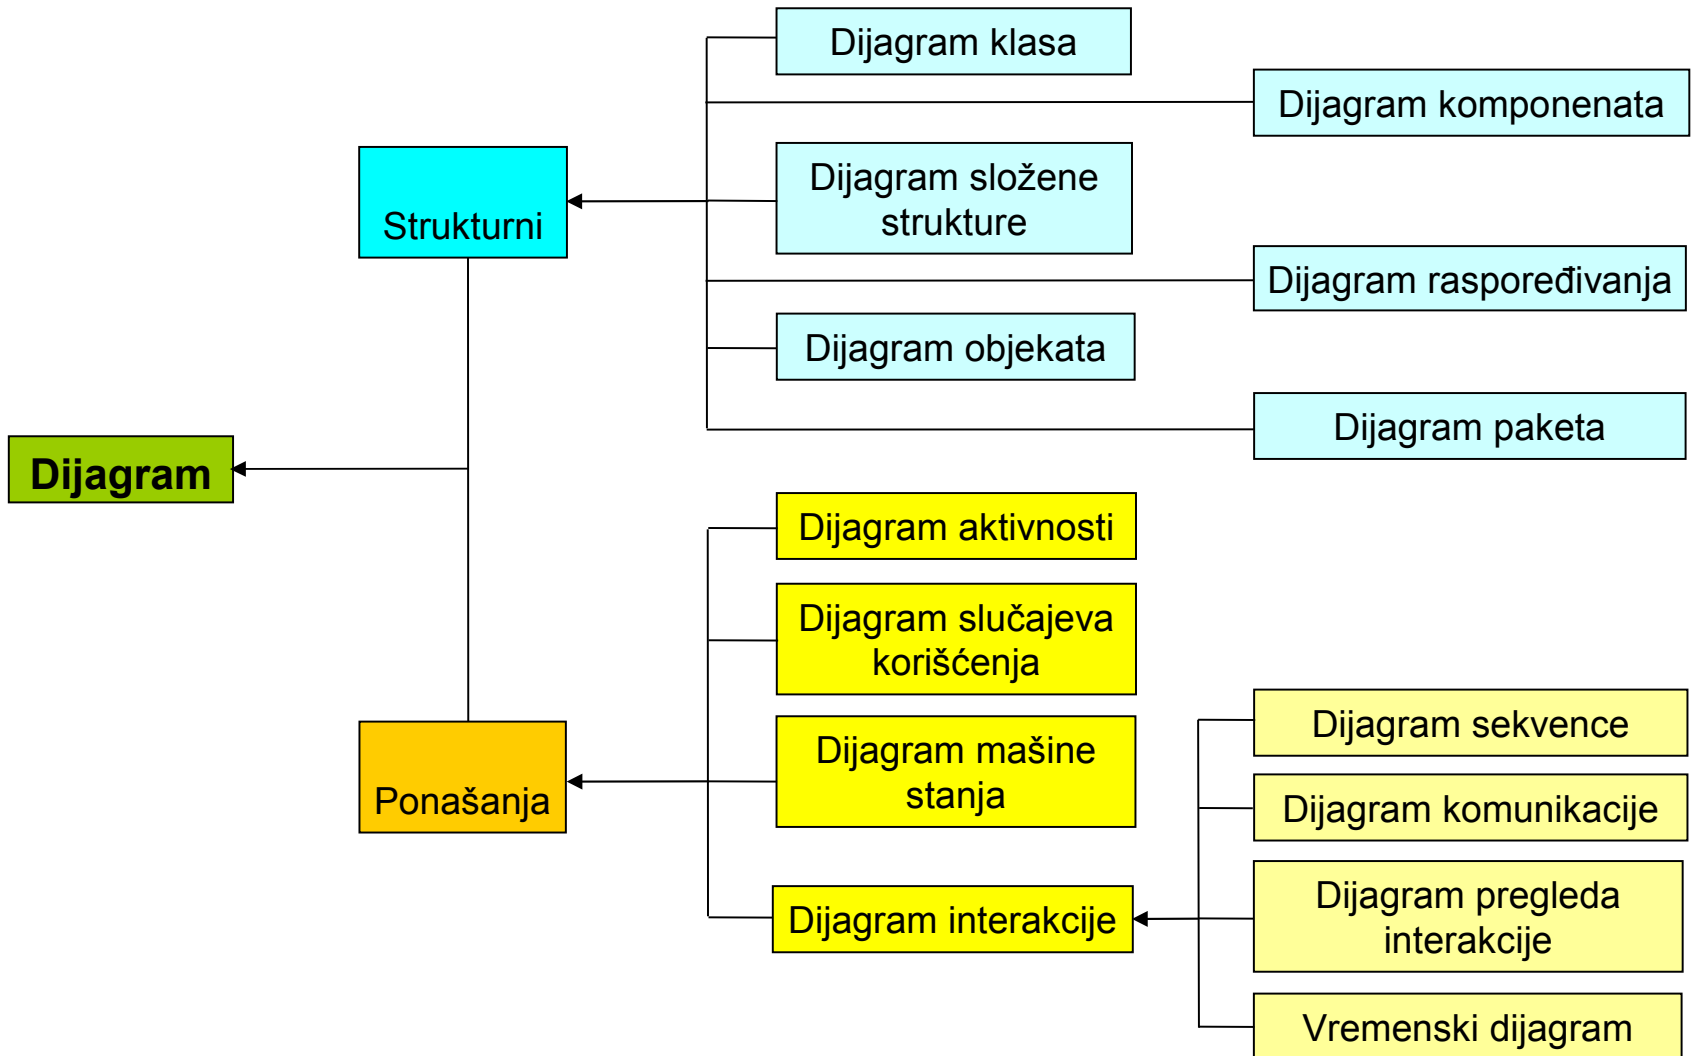 Dijagram klasa
Dijagram komponenata
Dijagram složene
strukture
Strukturni
Dijagram raspoređivanja
Dijagram objekata
Dijagram paketa
Dijagram
Dijagram aktivnosti
Dijagram slučajeva
korišćenja
Dijagram sekvence
Dijagram mašine
stanja
Ponašanja
Dijagram komunikacije
Dijagram interakcije
Dijagram pregleda
interakcije
Vremenski dijagram